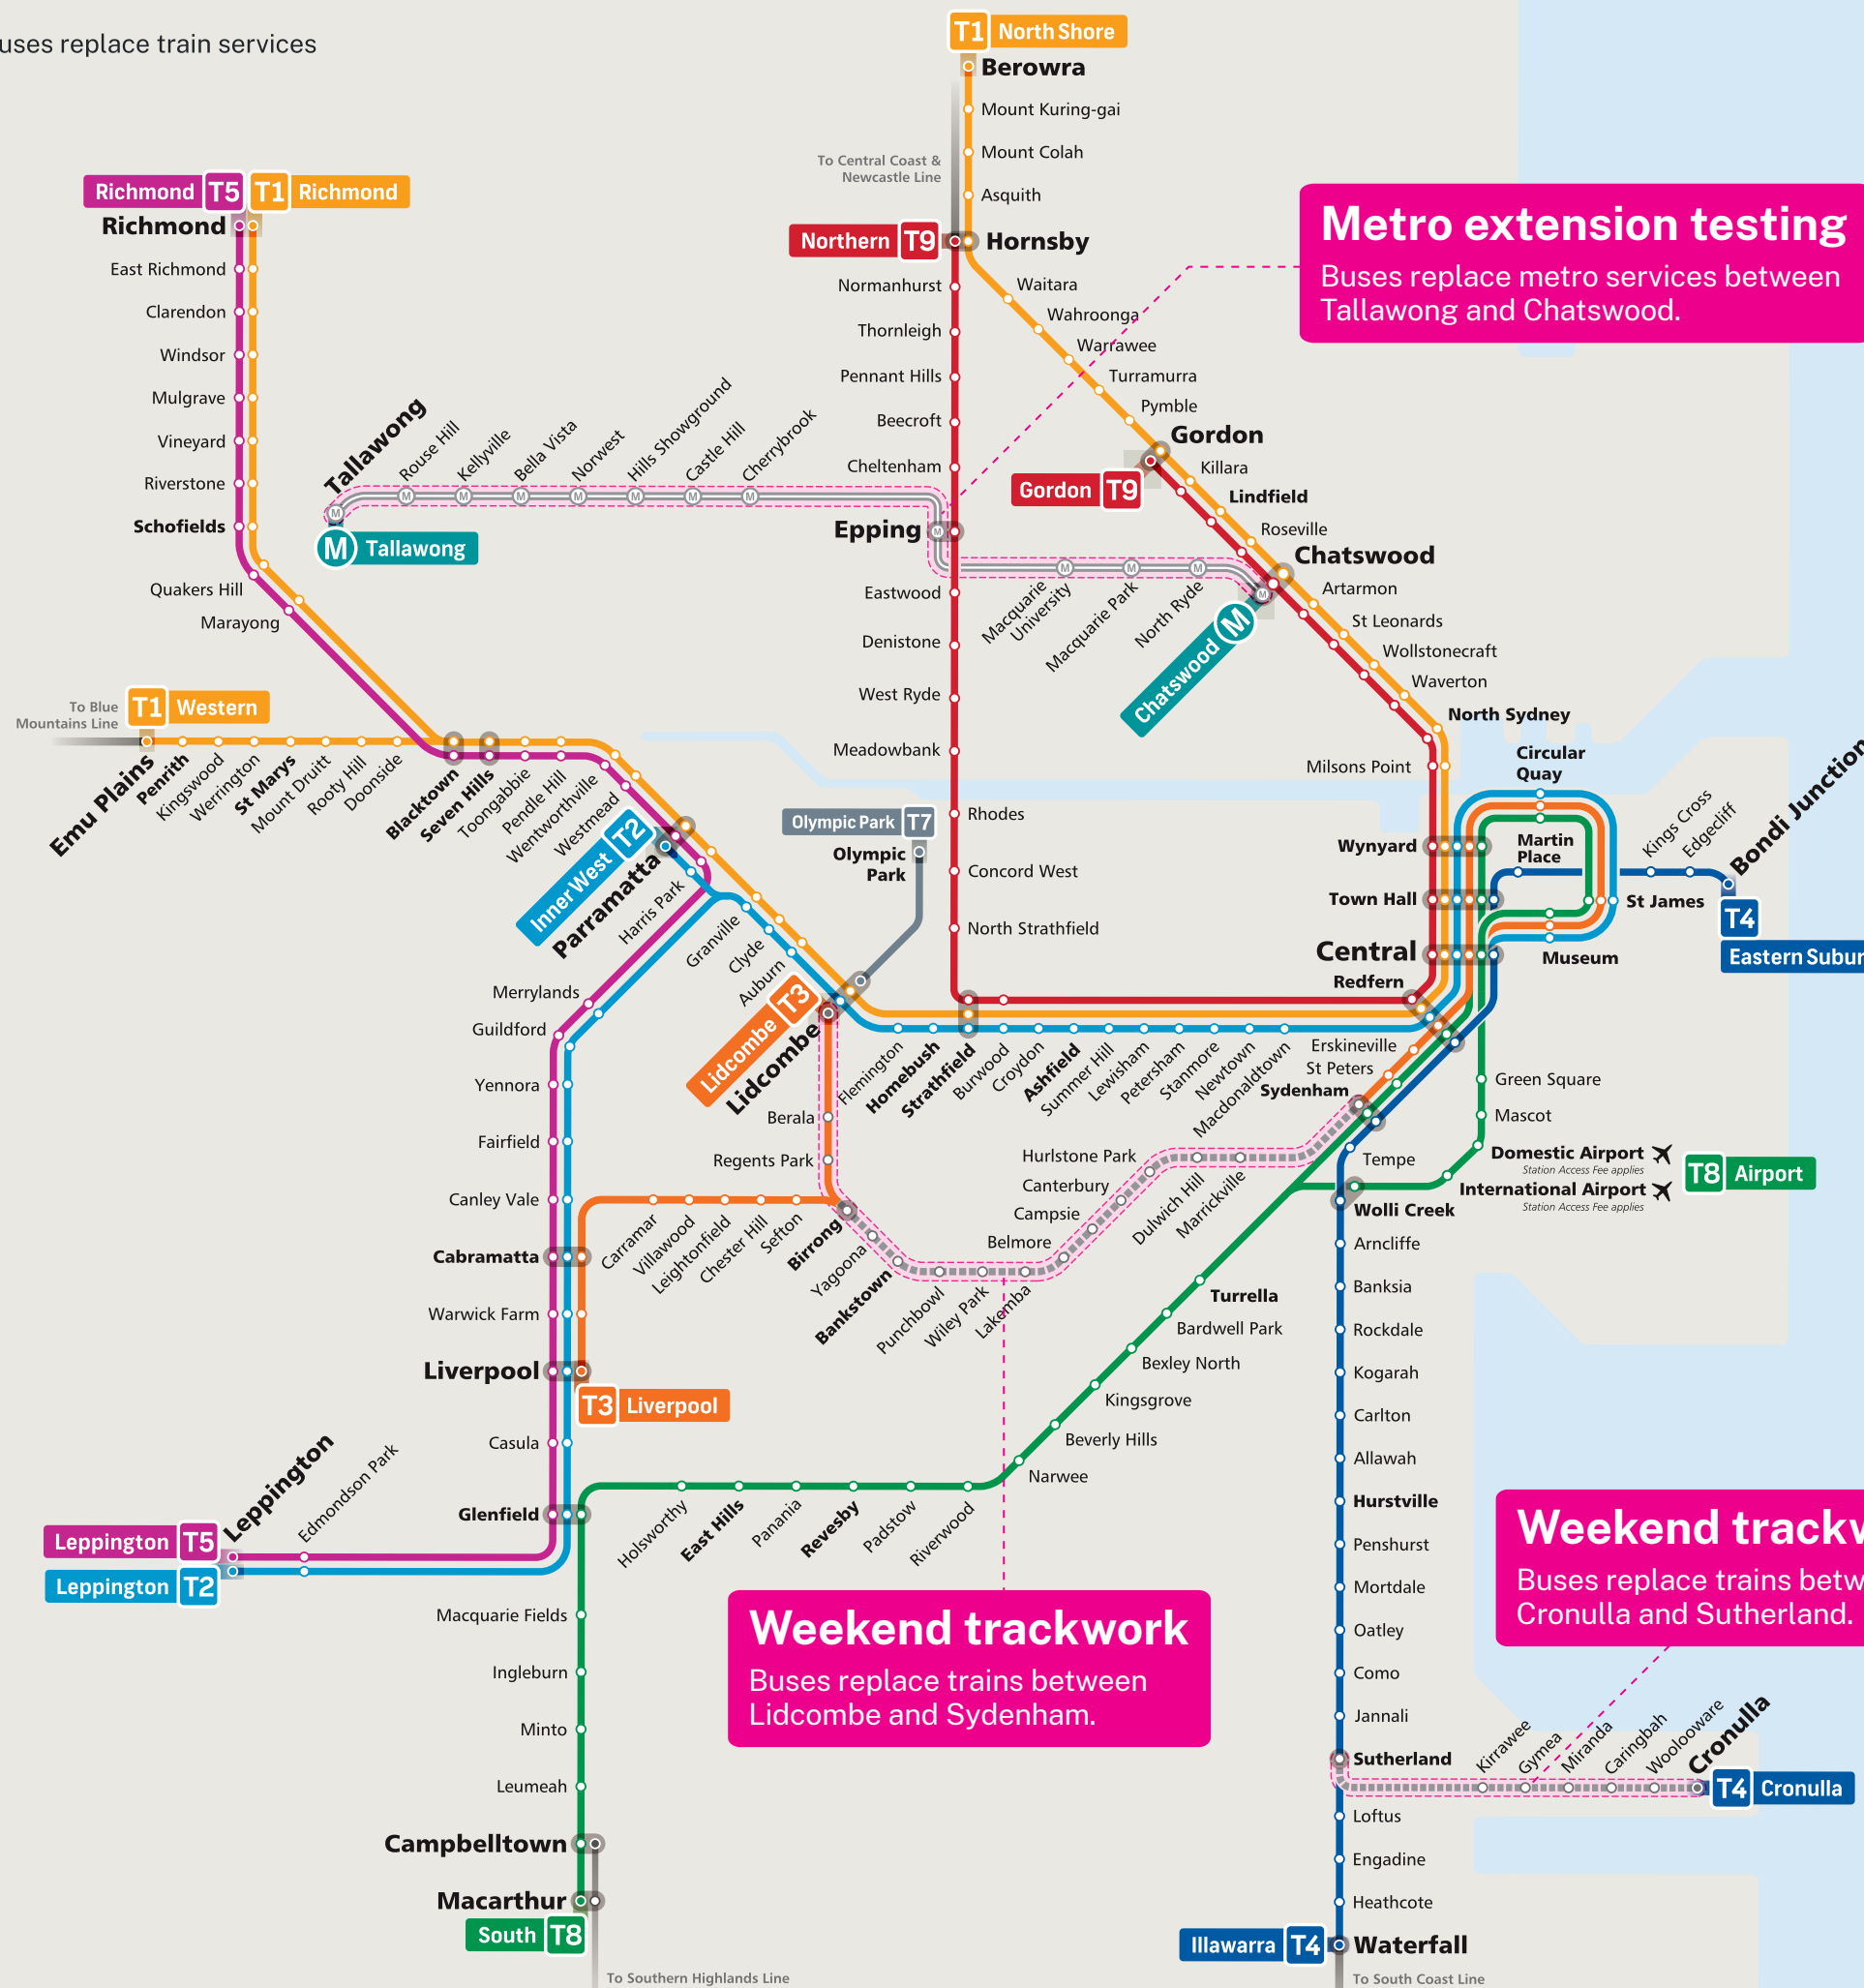 uses replace train services
T1 North Shore
Berowra
Mount Kuring-gai
Mount Colah
Asquith
To Central Coast &
Newcastle Line
Northern T9
Hornsby
Richmond T5
T1 Richmond
Richmond
East Richmond
Clarendon
Windsor
Mulgrave
Vineyard
Riverstone
Schofields
Quakers Hill
Marayong
Metro extension testing
Buses replace metro services between
Tallawong and Chatswood.
Normanhurst
Thornleigh
Pennant Hills
Beecroft
Cheltenham
Epping
Eastwood
Denistone
West Ryde
Meadowbank
Rhodes
Concord West
North Strathfield
Waitara
Wahroonga
Warrawee
Turramurra
Pymble
Gordon
Gordon T9
Killara
Lindfield
Roseville
Chatswood
Artarmon
St Leonards
Wollstonecraft
Waverton
North Sydney
Milsons Point
Tallawong
M Tallawong
Rouse Hill
Kellyville
Bella Vista
Norwest
Hills Showground
Castle Hill
Cherrybrook
Macquarie
University
Macquarie Park
North Ryde
Chatswood M
To Blue
Mountains Line
T1 Western
Emu Plains
Penrith
Kingswood
Werrington
St Marys
Mount Druitt
Rooty Hill
Doonside
Blacktown
Seven Hills
Toongabbie
Pendle Hill
Wentworthville
Westmead
Inner West T2
Parramatta
Harris Park
Granville
Clyde
Auburn
Olympic Park T7
Olympic
Park
Lidcombe T3
Lidcombe
Flemington
Homebush
Strathfield
Burwood
Croydon
Ashfield
Summer Hill
Lewisham
Petersham
Stanmore
Newtown
Macdonaldtown
Circular
Quay
Wynyard
Martin
Place
Town Hall
St James
Central
Museum
Redfern
Kings Cross
Edgecliff
Bondi Junction
T4
Eastern Subur
Erskineville
St Peters
Sydenham
Green Square
Mascot
Domestic Airport
Station Access Fee applies
International Airport
Station Access Fee applies
T8 Airport
Tempe
Wolli Creek
Arncliffe
Banksia
Rockdale
Kogarah
Carlton
Allawah
Hurstville
Penshurst
Mortdale
Oatley
Como
Jannali
Sutherland
Loftus
Engadine
Heathcote
Illawarra T4
Waterfall
To South Coast Line
Kirrawee
Gymea
Miranda
Caringbah
Woolooware
Cronulla
T4 Cronulla
Weekend trackw
Buses replace trains betw
Cronulla and Sutherland.
Merrylands
Guildford
Yennora
Fairfield
Canley Vale
Cabramatta
Warwick Farm
Liverpool
T3 Liverpool
Casula
Glenfield
Leppington
Edmondson Park
Leppington T5
Leppington T2
Berala
Regents Park
Carramar
Villawood
Leightonfield
Chester Hill
Sefton
Birrong
Yagoona
Bankstown
Punchbowl
Wiley Park
Lakemba
Belmore
Campsie
Canterbury
Hurlstone Park
Dulwich Hill
Marrickville
Turrella
Bardwell Park
Bexley North
Kingsgrove
Beverly Hills
Narwee
Riverwood
Padstow
Revesby
Panania
East Hills
Holsworthy
Weekend trackwork
Buses replace trains between
Lidcombe and Sydenham.
Macquarie Fields
Ingleburn
Minto
Leumeah
Campbelltown
Macarthur
South T8
To Southern Highlands Line